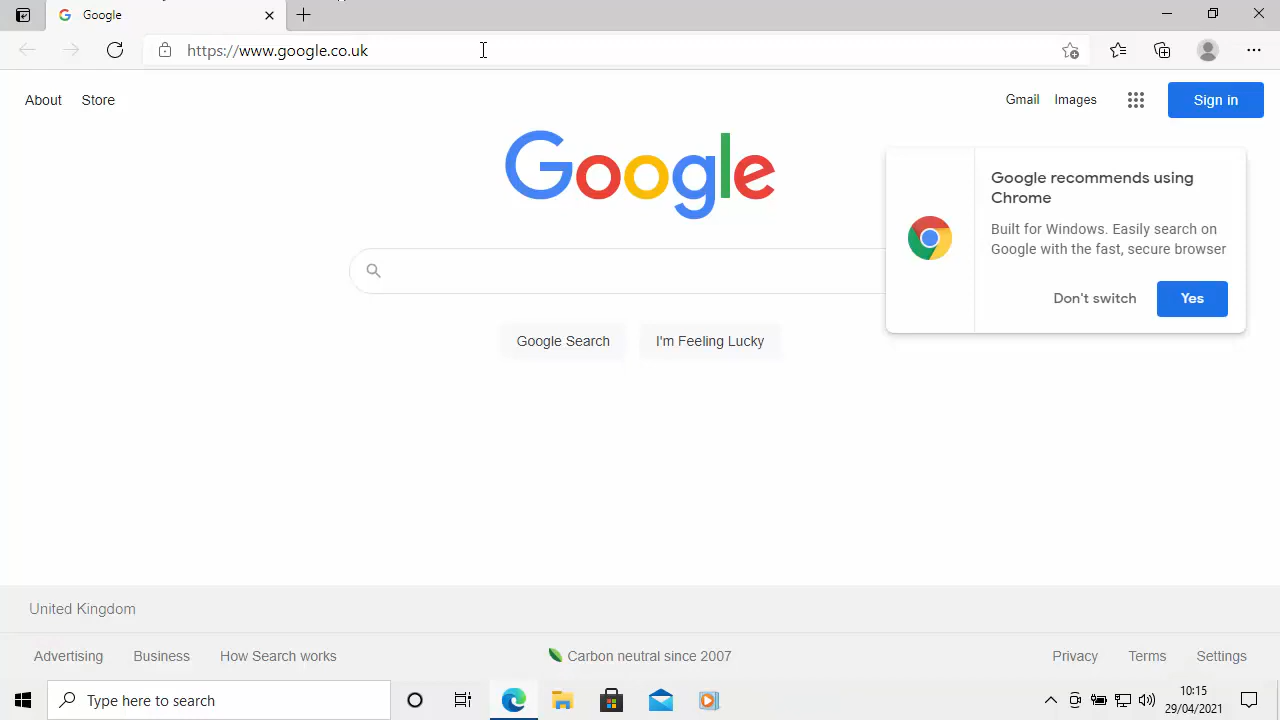 Google
https://www.google.co.uk
About Store
Gmail Images Sign in
Google
Google recommends using
Chrome
Built for Windows. Easily search on
Google with the fast, secure browser
Don't switch Yes
Google Search I'm Feeling Lucky
United Kingdom
Advertising Business How Search works Carbon neutral since 2007 Privacy Terms Settings
Type here to search
10:15
29/04/2021